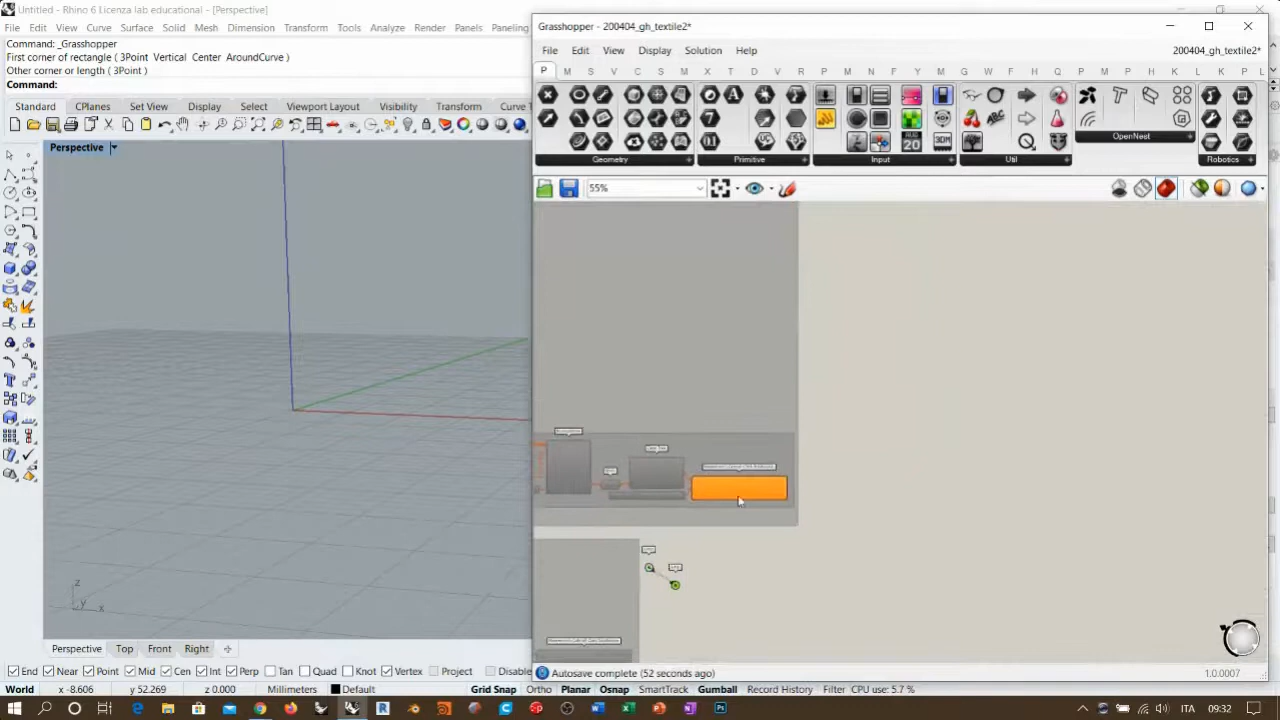 Untitled - Rhino 6 Licenza lab educational - [Perspective]
File Edit View Curve Surface Solid Mesh Dimension Transform Tools Analyze Render Panels Paneling
Command: _Grasshopper
First corner of rectangle ( 3Point Vertical Center AroundCurve )
Other corner or length ( 3Point )
Command:
Standard CPlanes Set View Display Select Viewport Layout Visibility Transform Curve T
Perspective
z
y x
Perspective Top Front Right
End Near Point Mid Cen Int Perp Tan Quad Knot Vertex Project Disable
World x -8.606 y 52.269 z 0.000 Millimeters Default Grid Snap Ortho Planar Osnap SmartTrack Gumball Record History Filter CPU use: 5.7 %
Grasshopper - 200404_gh_textile2*
File Edit View Display Solution Help 200404_gh_textile2*
P M S V C S M X T D V R P M N F Y M G O W F H Q P M P H K L K P L
Geometry Primitive Input Util OpenNest Robotics
55%
Autosave complete (52 seconds ago) 1.0.0007
ITA 09:32